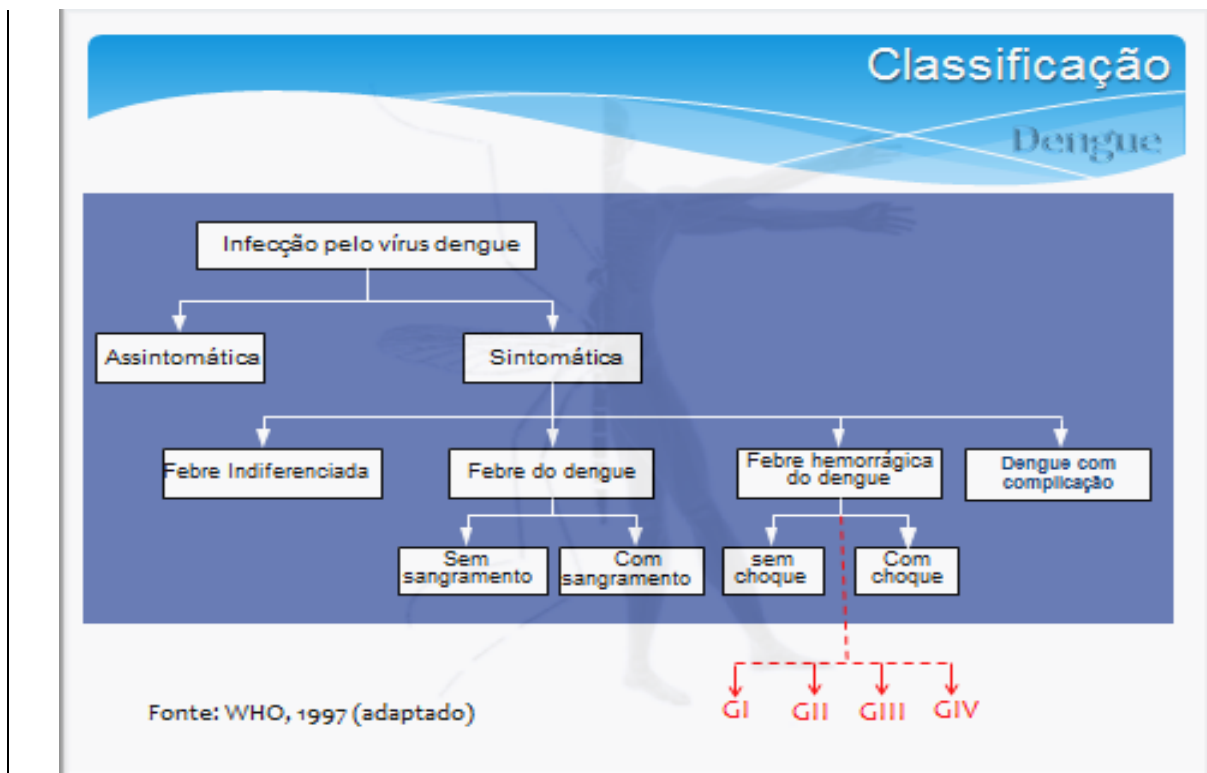 Classificação
Dengue
Infecção pelo vírus dengue
Assintomática
Sintomática
Febre Indiferenciada
Febre do dengue
Febre hemorrágica
do dengue
Dengue com
complicação
Sem
sangramento
Com
sangramento
sem
choque
Com
choque
GI
GII
GIII
GIV
Fonte: WHO, 1997 (adaptado)